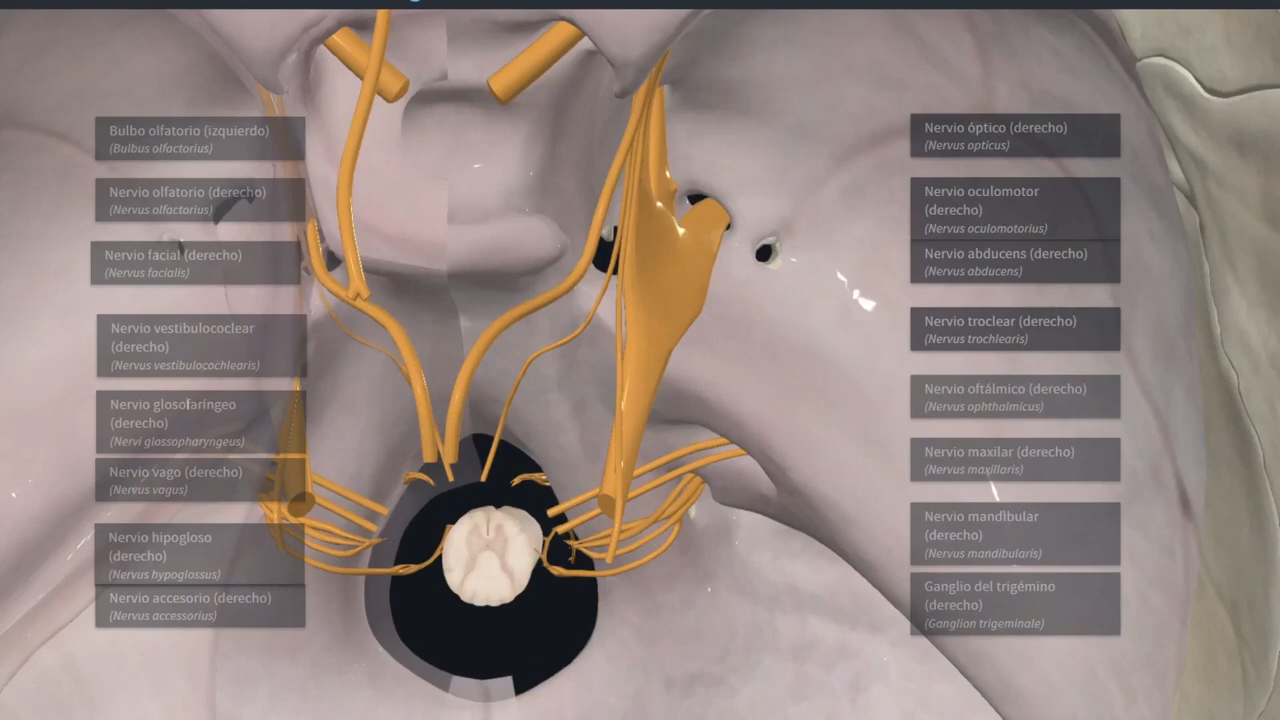 Bulbo olfatorio (izquierdo)
(Bulbus olfactorius)
Nervio olfatorio (derecho)
(Nervus olfactorius)
Nervio facial (derecho)
(Nervus facialis)
Nervio vestibulococlear
(derecho)
(Nervus vestibulocochlearis)
Nervio glosofaríngeo
(derecho)
(Nervi glossopharyngeus)
Nervio vago (derecho)
(Nervus vagus)
Nervio hipogloso
(derecho)
(Nervus hypoglossus)
Nervio accesorio (derecho)
(Nervus accessorius)
Nervio óptico (derecho)
(Nervus opticus)
Nervio oculomotor
(derecho)
(Nervus oculomotorius)
Nervio abducens (derecho)
(Nervus abducens)
Nervio troclear (derecho)
(Nervus trochlearis)
Nervio oftálmico (derecho)
(Nervus ophthalmicus)
Nervio maxilar (derecho)
(Nervus maxillaris)
Nervio mandibular
(derecho)
(Nervus mandibularis)
Ganglio del trigémino
(derecho)
(Ganglion trigeminale)